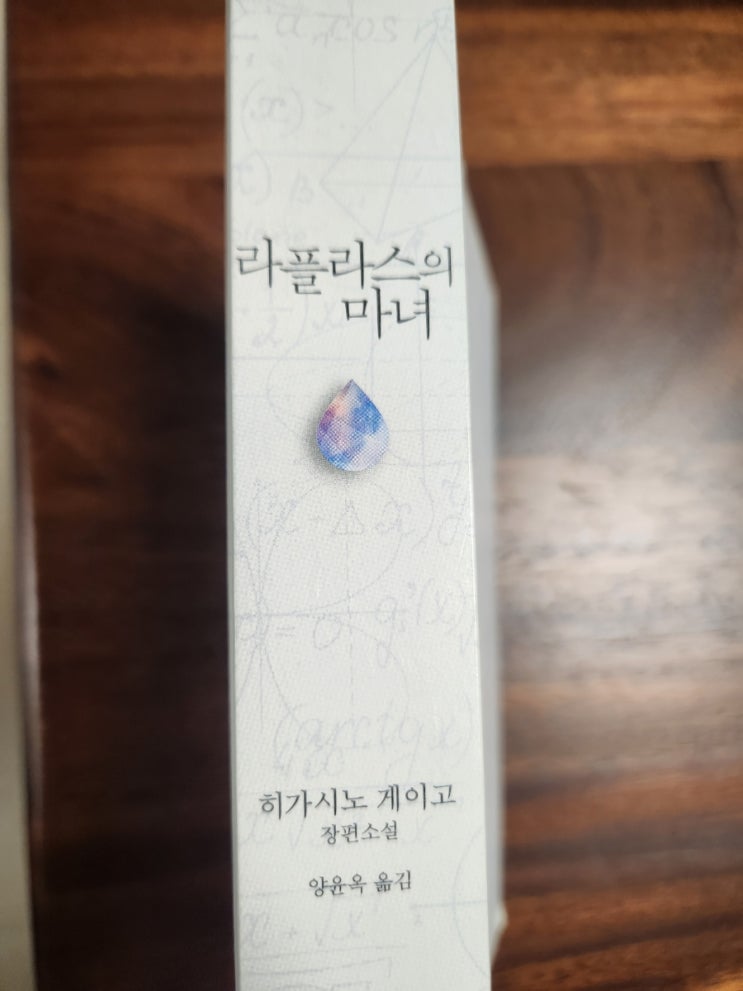 라플라스의
마녀
히가시노 게이고
장편소설
양윤옥 옮김